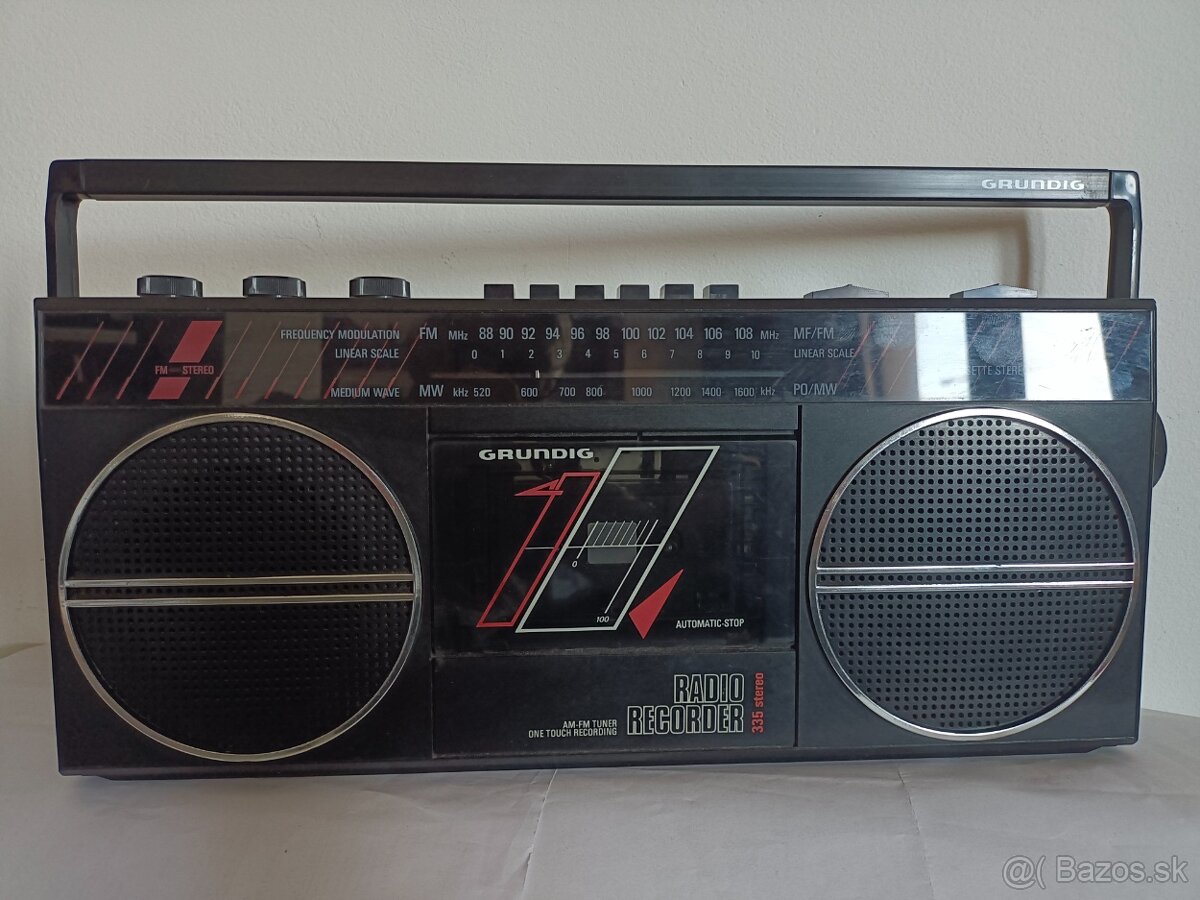 GRUNDIG
FREQUENCY MODULATION FM MHz 88 90 92 94 96 98 100 102 104 106 108 MHz MF/FM
LINEAR SCALE 0 1 2 3 4 5 6 7 8 9 10 LINEAR SCALE
FM STEREO
MEDIUM WAVE MW kHz 520 600 700 800 1000 1200 1400 1600 kHz PO/MW
GRUNDIG
0
100
AUTOMATIC-STOP
RADIO
RECORDER
335 stereo
AM-FM TUNER
ONE TOUCH RECORDING
@( Bazos.sk